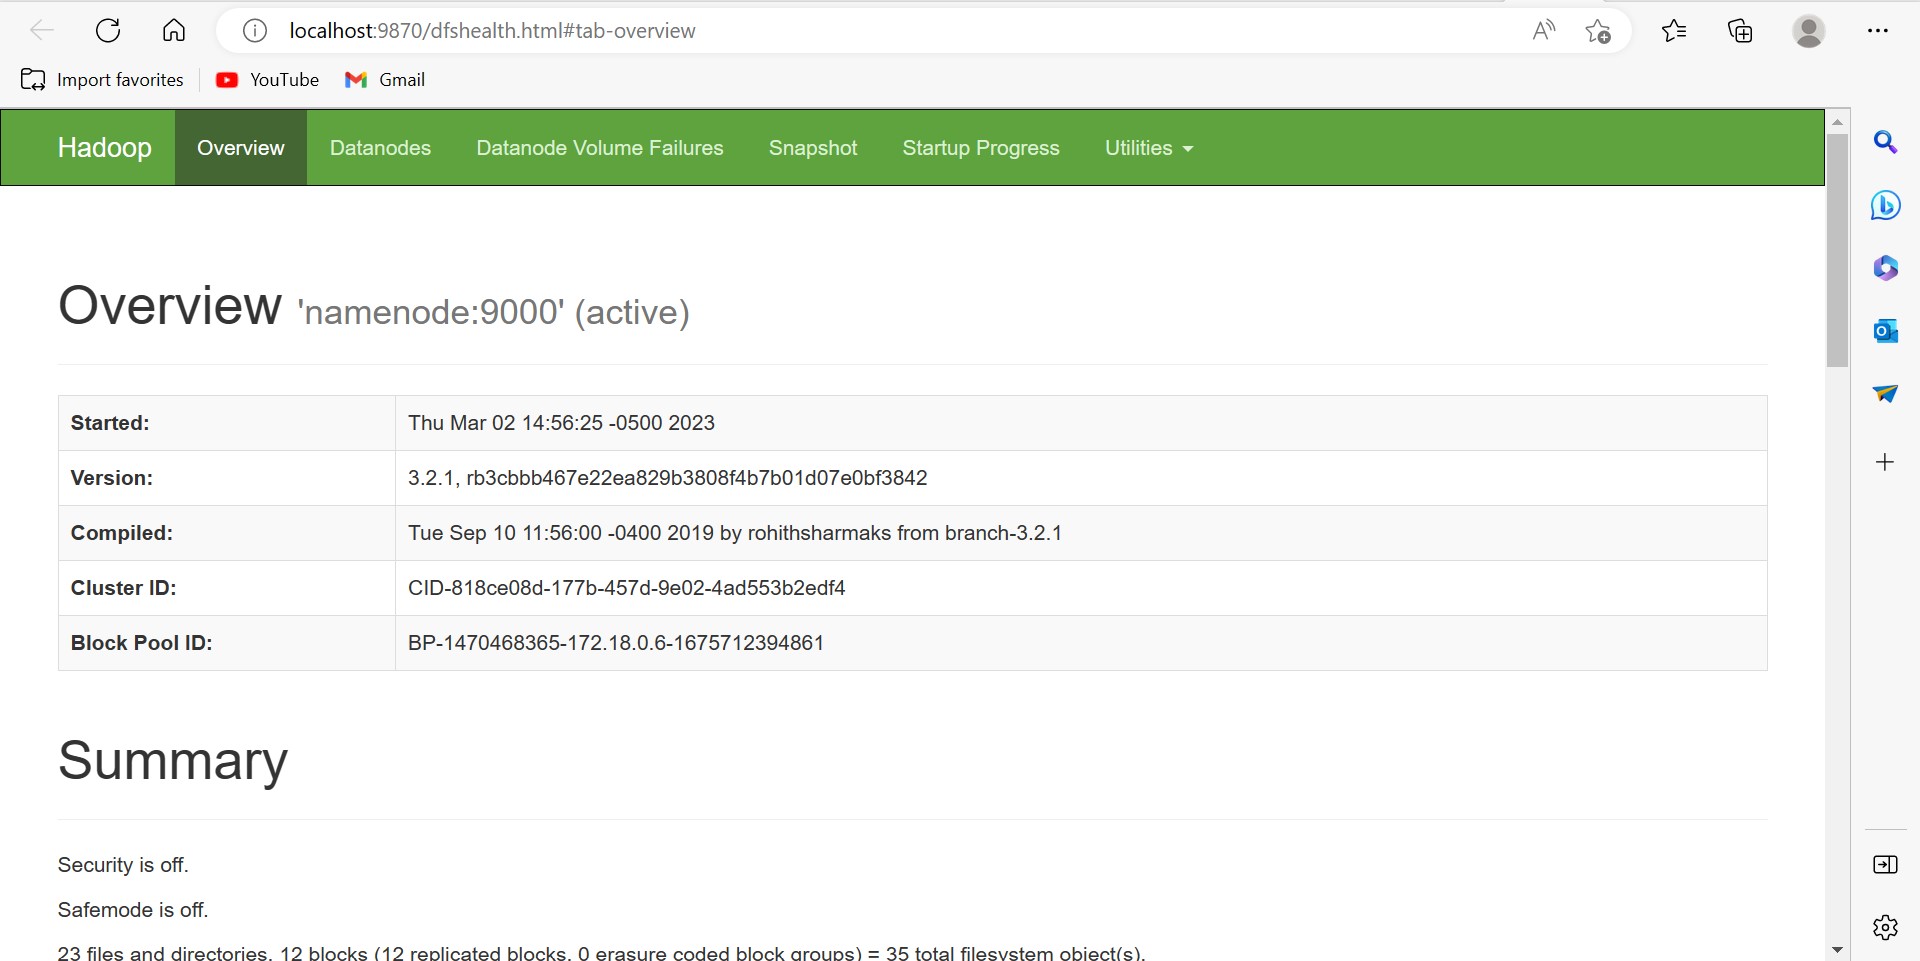 localhost:9870/dfshealth.html#tab-overview
Import favorites YouTube Gmail
Hadoop Overview Datanodes Datanode Volume Failures Snapshot Startup Progress Utilities
Overview 'namenode:9000' (active)
Started: Thu Mar 02 14:56:25 -0500 2023
Version: 3.2.1, rb3cbbb467e22ea829b3808f4b7b01d07e0bf3842
Compiled: Tue Sep 10 11:56:00 -0400 2019 by rohithsharmaks from branch-3.2.1
Cluster ID: CID-818ce08d-177b-457d-9e02-4ad553b2edf4
Block Pool ID: BP-1470468365-172.18.0.6-1675712394861
Summary
Security is off.
Safemode is off.
23 files and directories, 12 blocks (12 replicated blocks, 0 erasure coded block groups) = 35 total filesystem object(s).